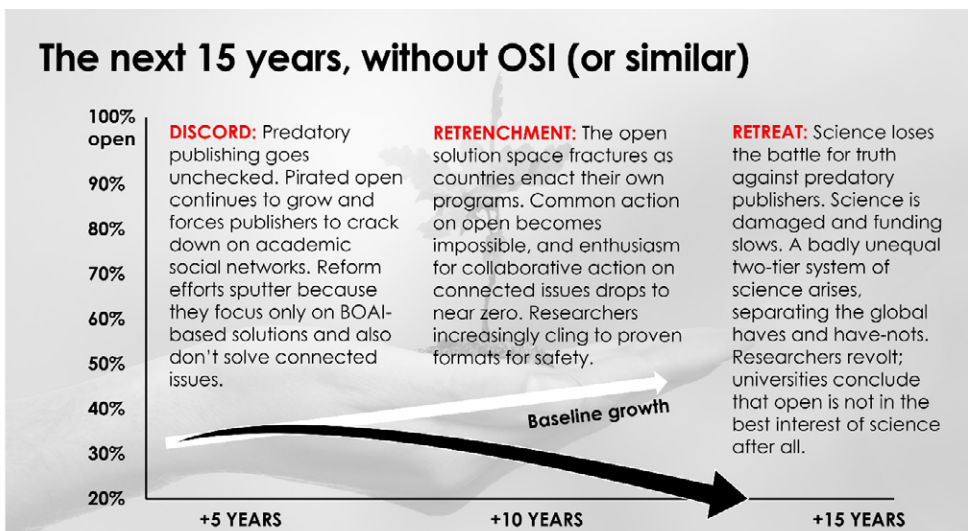 The next 15 years, without OSI (or similar)
100%
open
90%
80%
70%
60%
50%
40%
30%
20%
DISCORD: Predatory
publishing goes
unchecked. Pirated open
continues to grow and
forces publishers to crack
down on academic
social networks. Reform
efforts sputter because
they focus only on BOAI-
based solutions and also
don't solve connected
issues.
RETRENCHMENT: The open
solution space fractures as
countries enact their own
programs. Common action
on open becomes
impossible, and enthusiasm
for collaborative action on
connected issues drops to
near zero. Researchers
increasingly cling to proven
formats for safety.
RETREAT: Science loses
the battle for truth
against predatory
publishers. Science is
damaged and funding
slows. A badly unequal
two-tier system of
science arises,
separating the global
haves and have-nots.
Researchers revolt;
universities conclude
that open is not in the
best interest of science
after all.
Baseline growth
+5 YEARS
+10 YEARS
+15 YEARS